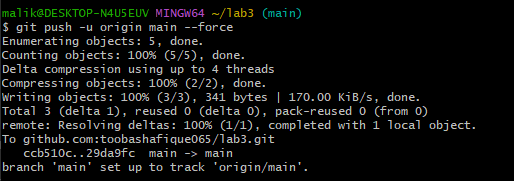 malik@DESKTOP-N4U5EUV MINGW64 ~/lab3 (main)
$ git push -u origin main --force
Enumerating objects: 5, done.
Counting objects: 100% (5/5), done.
Delta compression using up to 4 threads
Compressing objects: 100% (2/2), done.
Writing objects: 100% (3/3), 341 bytes | 170.00 KiB/s, done.
Total 3 (delta 1), reused 0 (delta 0), pack-reused 0 (from 0)
remote: Resolving deltas: 100% (1/1), completed with 1 local object.
To github.com:toobashafique065/lab3.git
   ccb510c..29da9fc  main -> main
branch 'main' set up to track 'origin/main'.